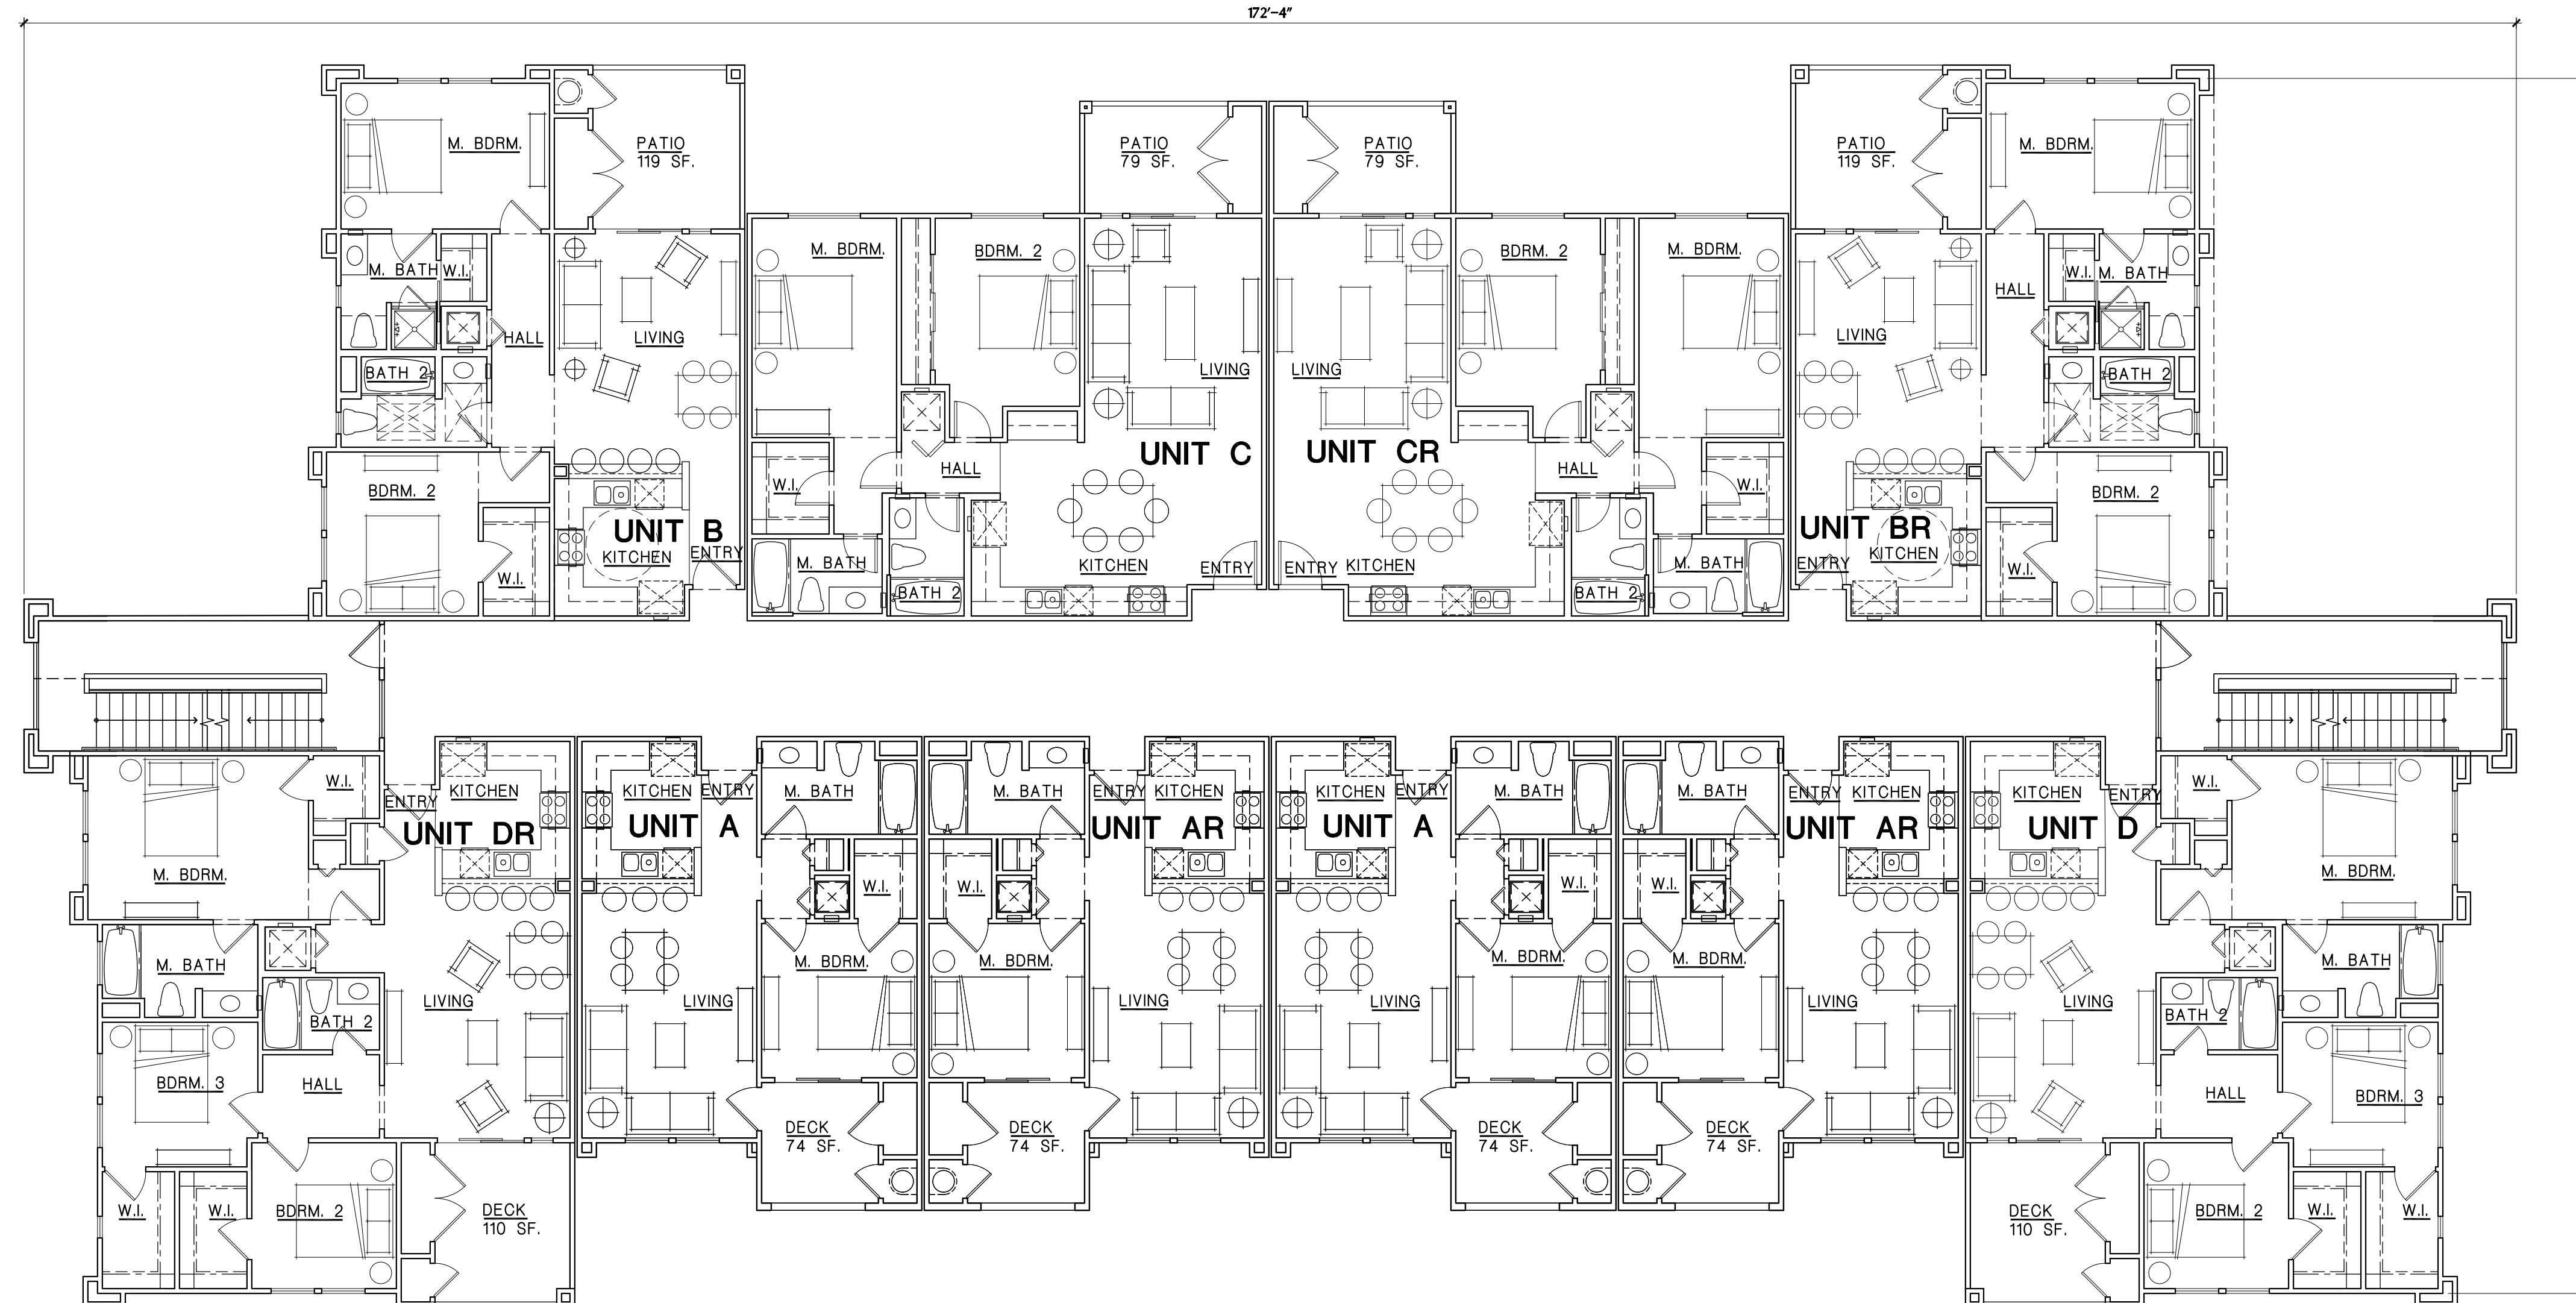 172'-4"
M. BDRM.
PATIO
119 SF.
PATIO
79 SF.
PATIO
79 SF.
PATIO
119 SF.
M. BDRM.
M. BATH
W.I.
HALL
LIVING
BATH 2
BDRM. 2
W.I.
UNIT B
KITCHEN
ENTRY
M. BDRM.
BDRM. 2
LIVING
UNIT C
HALL
W.I.
M. BATH
BATH 2
KITCHEN
ENTRY
BDRM. 2
M. BDRM.
LIVING
UNIT CR
HALL
W.I.
ENTRY
KITCHEN
BATH 2
M. BATH
HALL
W.I.
M. BATH
LIVING
BATH 2
BDRM. 2
UNIT BR
KITCHEN
ENTRY
W.I.
W.I.
ENTRY
KITCHEN
UNIT DR
M. BDRM.
M. BATH
BATH 2
LIVING
BDRM. 3
HALL
W.I.
W.I.
BDRM. 2
DECK
110 SF.
KITCHEN
ENTRY
UNIT A
M. BATH
W.I.
M. BDRM.
LIVING
DECK
74 SF.
M. BATH
ENTRY
KITCHEN
UNIT AR
W.I.
M. BDRM.
LIVING
DECK
74 SF.
KITCHEN
ENTRY
UNIT A
M. BATH
W.I.
M. BDRM.
LIVING
DECK
74 SF.
M. BATH
ENTRY
KITCHEN
UNIT AR
W.I.
M. BDRM.
LIVING
DECK
74 SF.
KITCHEN
ENTRY
UNIT D
W.I.
M. BDRM.
M. BATH
LIVING
BATH 2
HALL
BDRM. 3
DECK
110 SF.
BDRM. 2
W.I.
W.I.